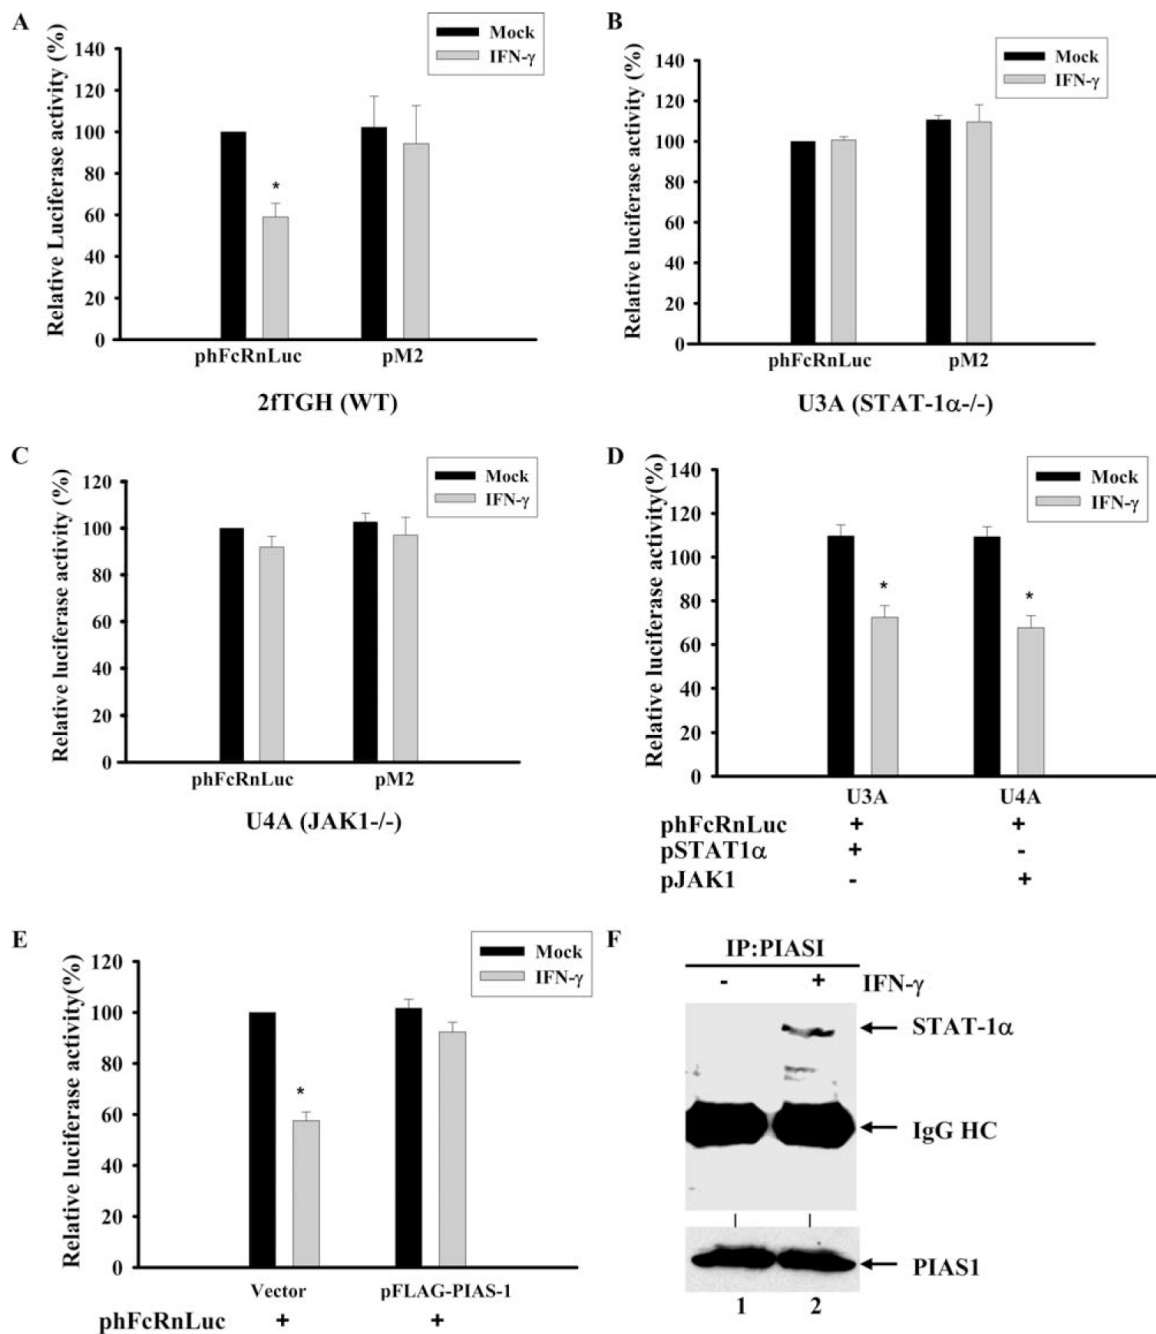 A
Relative Luciferase activity (%)
140
120
100
80
60
40
20
0
Mock
IFN-γ
*
phFcRnLuc pM2
2fTGH (WT)
B
Relative luciferase activity (%)
140
120
100
80
60
40
20
0
Mock
IFN-γ
phFcRnLuc pM2
U3A (STAT-1α-/-)
C
Relative luciferase activity (%)
120
100
80
60
40
20
0
Mock
IFN-γ
phFcRnLuc pM2
U4A (JAK1-/-)
D
Relative luciferase activity(%)
140
120
100
80
60
40
20
0
Mock
IFN-γ
* *
U3A U4A
phFcRnLuc + +
pSTAT1α + -
pJAK1 - +
E
Relative luciferase activity(%)
120
100
80
60
40
20
0
Mock
IFN-γ
*
Vector pFLAG-PIAS-1
phFcRnLuc + +
F
IP:PIASI
- + IFN-γ
STAT-1α
IgG HC
PIAS1
1 2